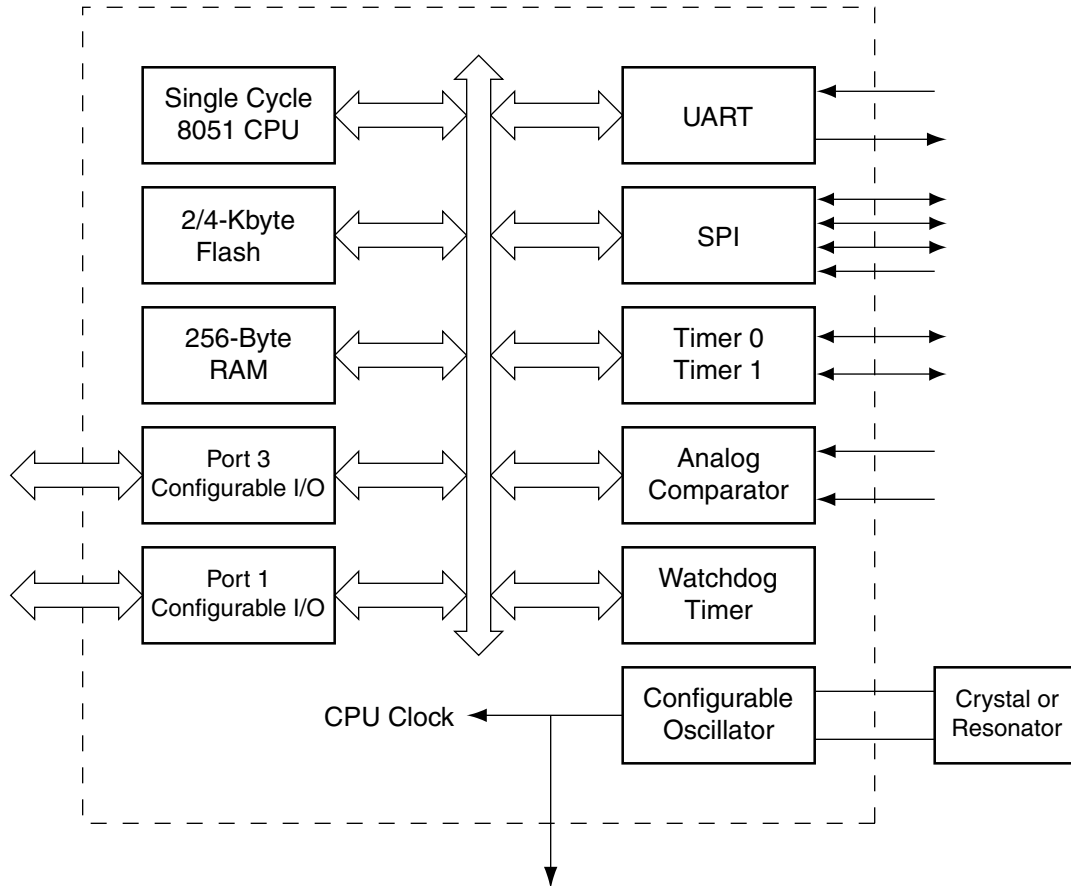 Single Cycle
8051 CPU
UART
2/4-Kbyte
Flash
SPI
256-Byte
RAM
Timer 0
Timer 1
Port 3
Configurable I/O
Analog
Comparator
Port 1
Configurable I/O
Watchdog
Timer
CPU Clock
Configurable
Oscillator
Crystal or
Resonator